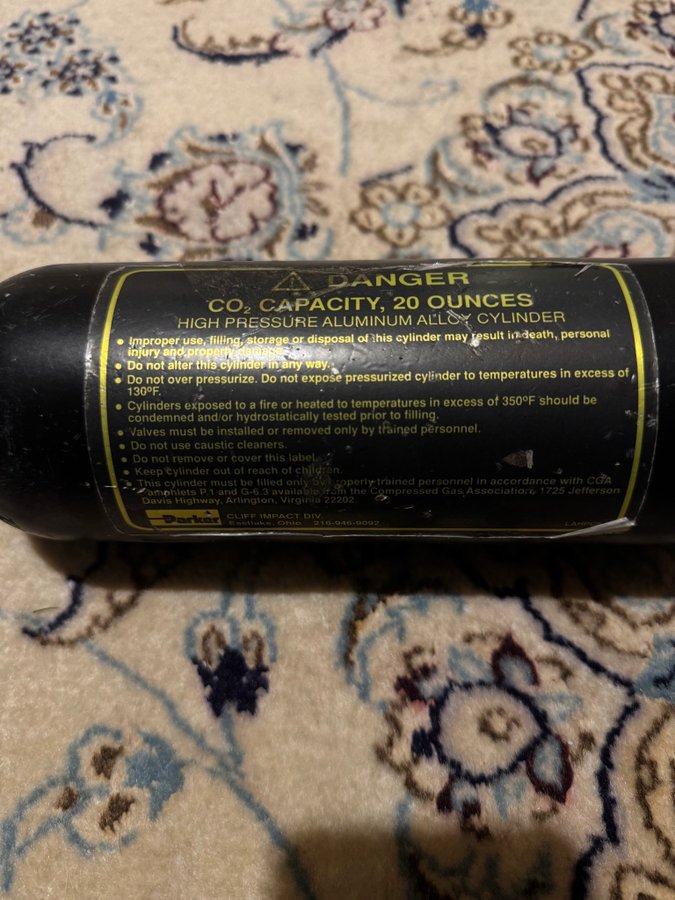 DANGER
CO₂ CAPACITY, 20 OUNCES
HIGH PRESSURE ALUMINUM ALLOY CYLINDER
• Improper use, filling, storage or disposal of this cylinder may result in death, personal
injury and property damage.
• Do not alter this cylinder in any way.
• Do not over pressurize. Do not expose pressurized cylinder to temperatures in excess of
130ºF.
• Cylinders exposed to a fire or heated to temperatures in excess of 350ºF should be
condemned and/or hydrostatically tested prior to filling.
• Valves must be installed or removed only by trained personnel.
• Do not use caustic cleaners.
• Do not remove or cover this label.
• Keep cylinder out of reach of children.
• This cylinder must be filled only by properly trained personnel in accordance with CGA
Pamphlets P.1 and G-6.3 available from the Compressed Gas Association, 1725 Jefferson
Davis Highway, Arlington, Virginia 22202.
Parker CLIFF IMPACT DIV.
Eastlake, Ohio 216-946-9092